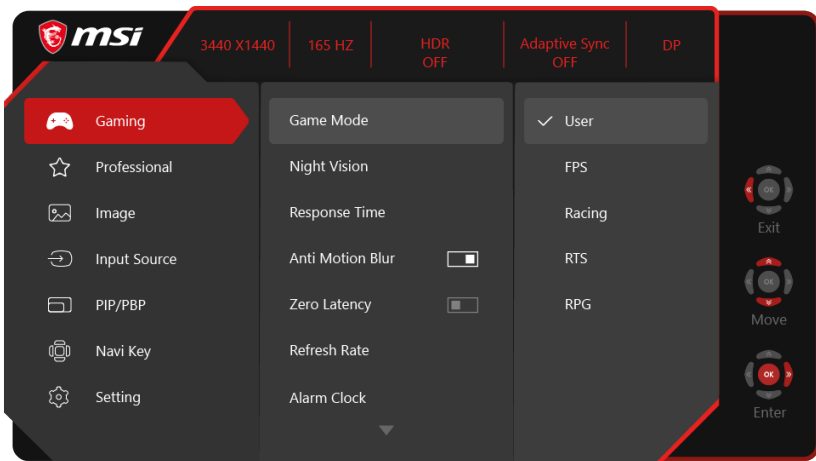 msi
3440 X1440
165 HZ
HDR
OFF
Adaptive Sync
OFF
DP
Gaming
Professional
Image
Input Source
PIP/PBP
Navi Key
Setting
Game Mode
Night Vision
Response Time
Anti Motion Blur
Zero Latency
Refresh Rate
Alarm Clock
User
FPS
Racing
RTS
RPG
OK
Exit
OK
Move
OK
Enter